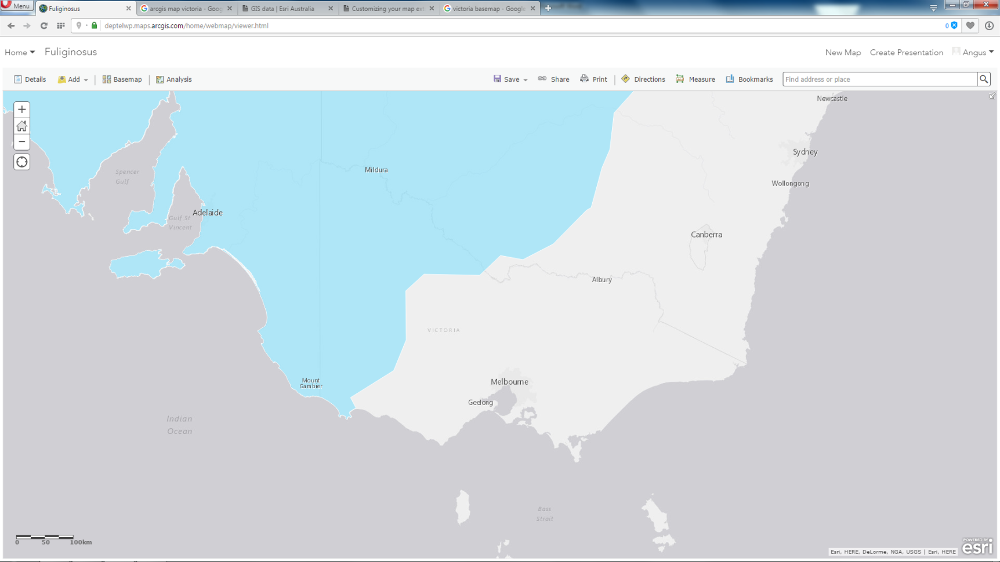 Menu
Fuliginosus
arcgis map victoria - Goog
GIS data | Esri Australia
Customizing your map ext
victoria basemap - Google
deptelwp.maps.arcgis.com/home/webmap/viewer.html
0
Home
Fuliginosus
New Map
Create Presentation
Angus
Details
Add
Basemap
Analysis
Save
Share
Print
Directions
Measure
Bookmarks
Find address or place
Newcastle
Sydney
Spencer
Gulf
Mildura
Wollongong
Adelaide
Gulf St
Vincent
Canberra
Albury
VICTORIA
Mount
Gambier
Melbourne
Geelong
Indian
Ocean
Bass
Strait
0 50 100km
Esri, HERE, DeLorme, NGA, USGS | Esri, HERE
POWERED BY
esri